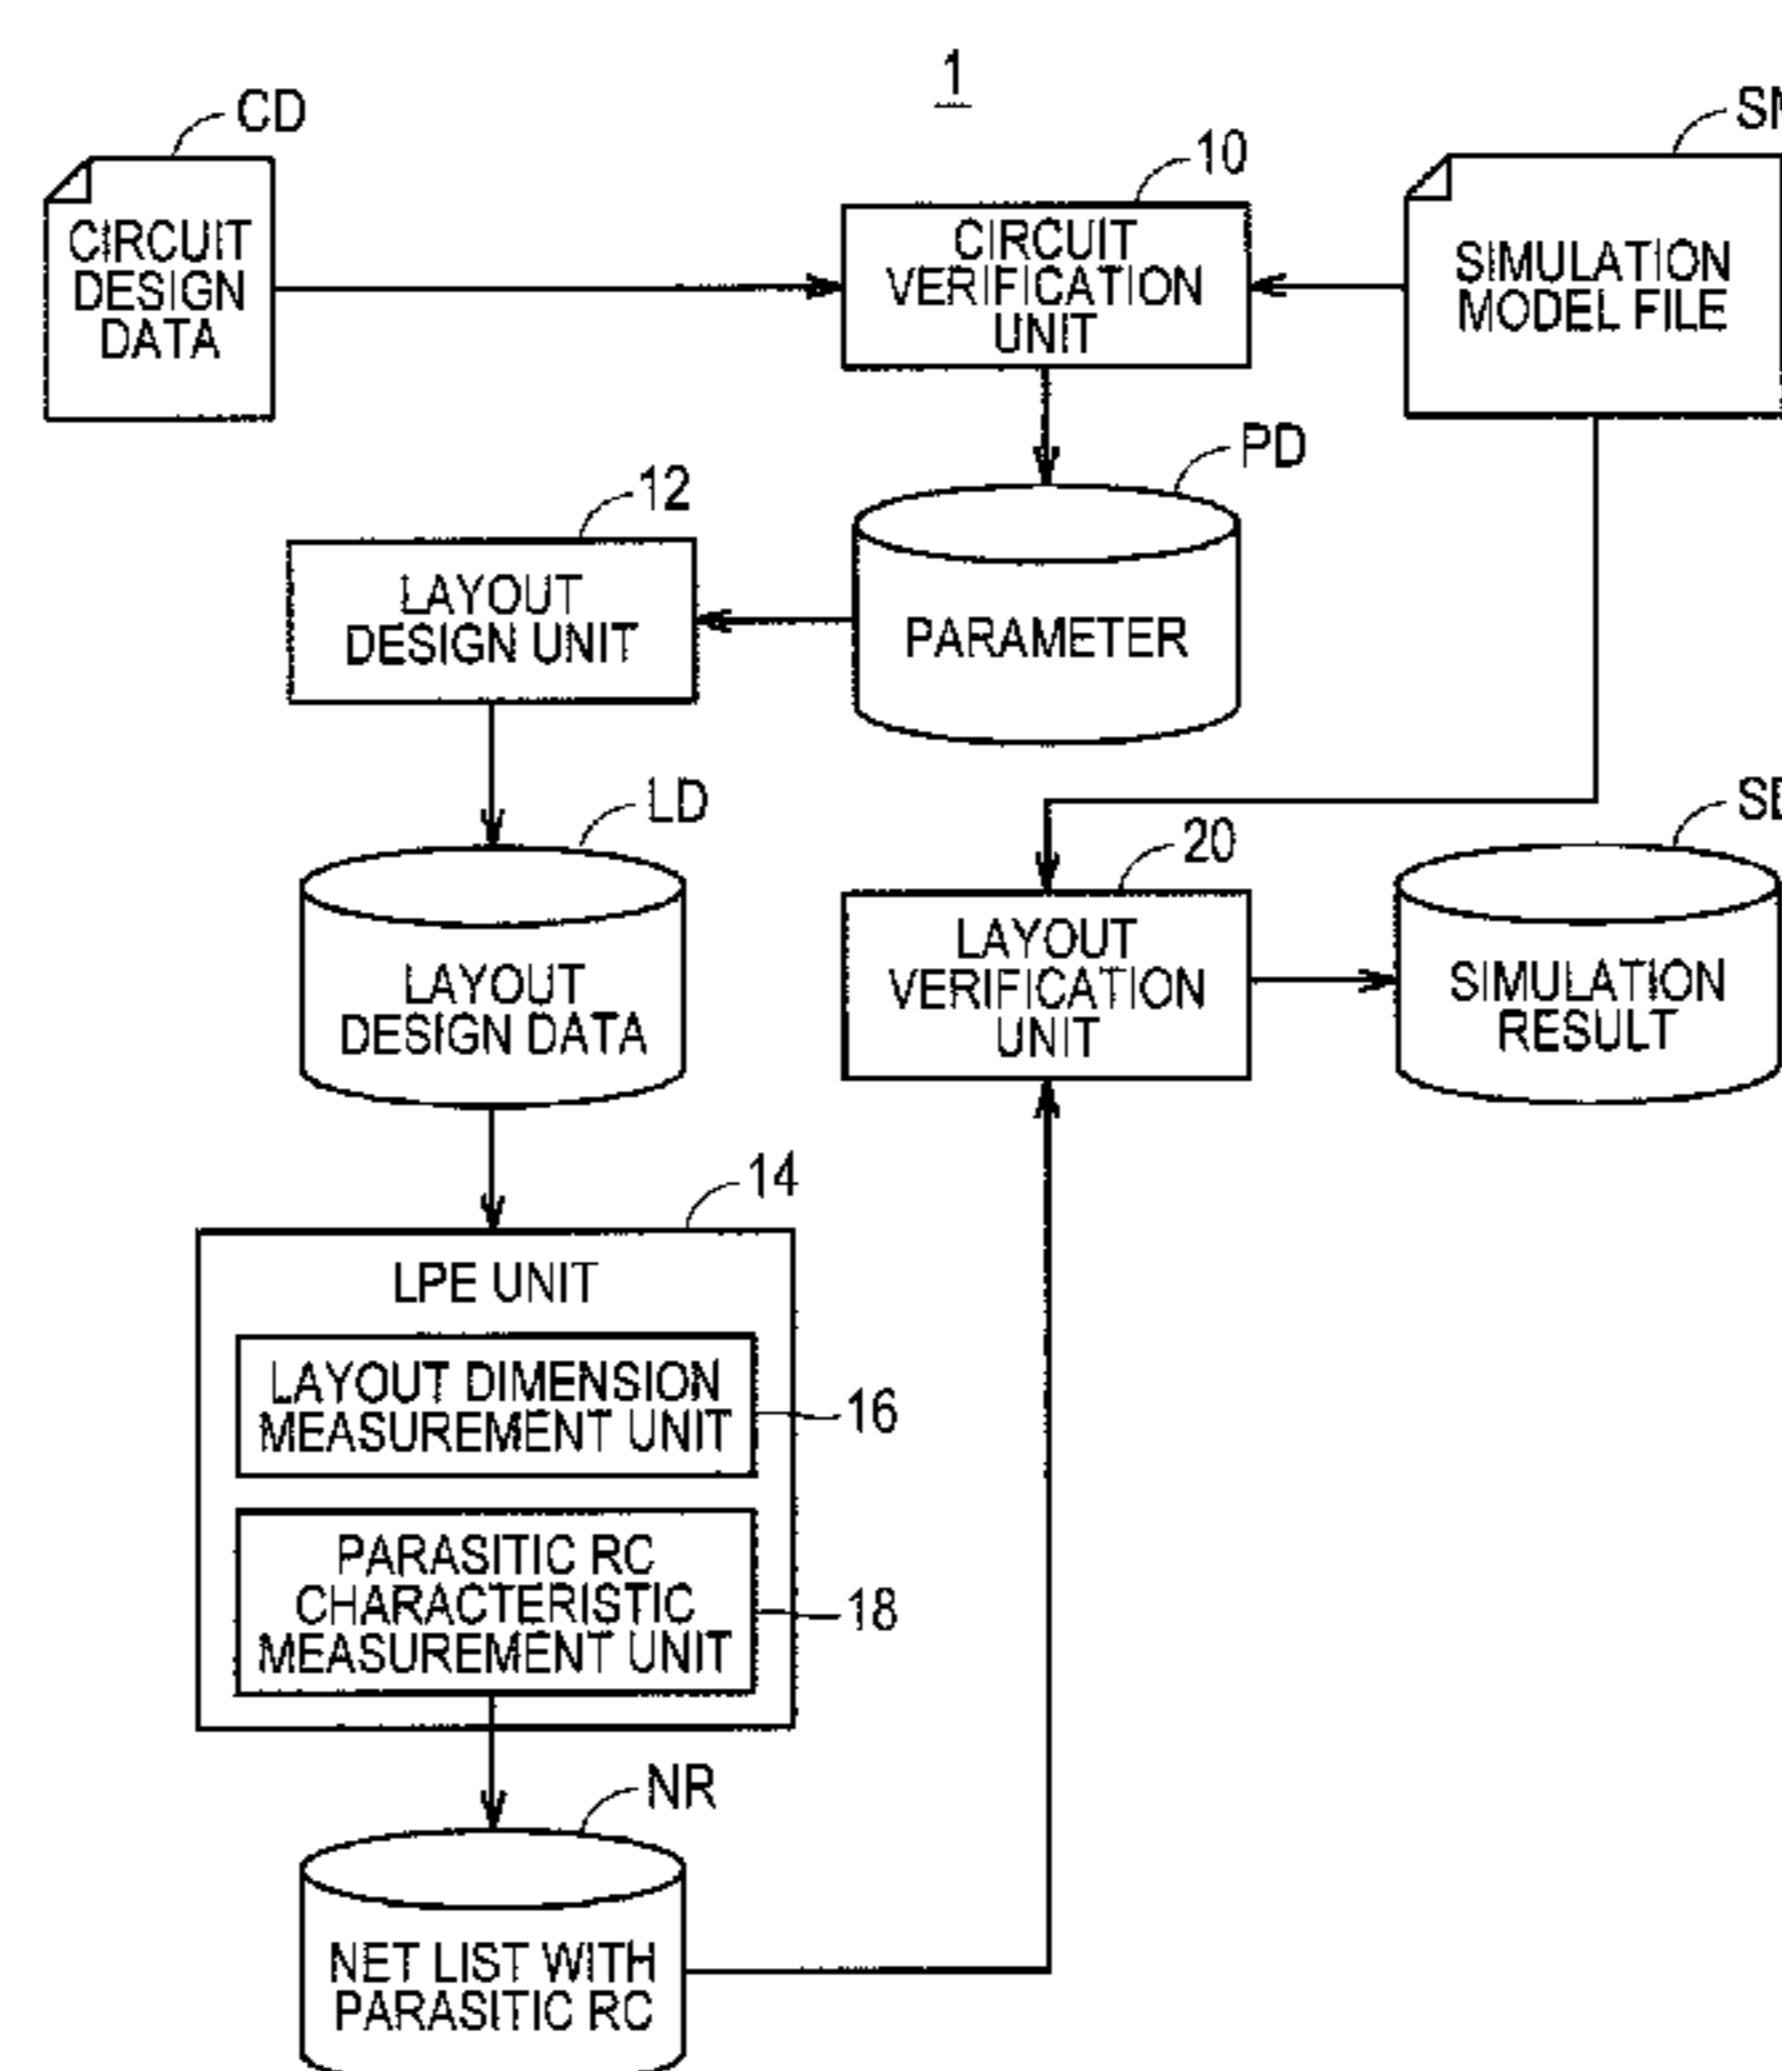 1
CD
CIRCUIT
DESIGN
DATA
10
CIRCUIT
VERIFICATION
UNIT
SIMULATION
MODEL FILE
PD
PARAMETER
12
LAYOUT
DESIGN UNIT
LD
LAYOUT
DESIGN DATA
20
LAYOUT
VERIFICATION
UNIT
SIMULATION
RESULT
14
LPE UNIT
LAYOUT DIMENSION
MEASUREMENT UNIT
16
PARASITIC RC
CHARACTERISTIC
MEASUREMENT UNIT
18
NR
NET LIST WITH
PARASITIC RC